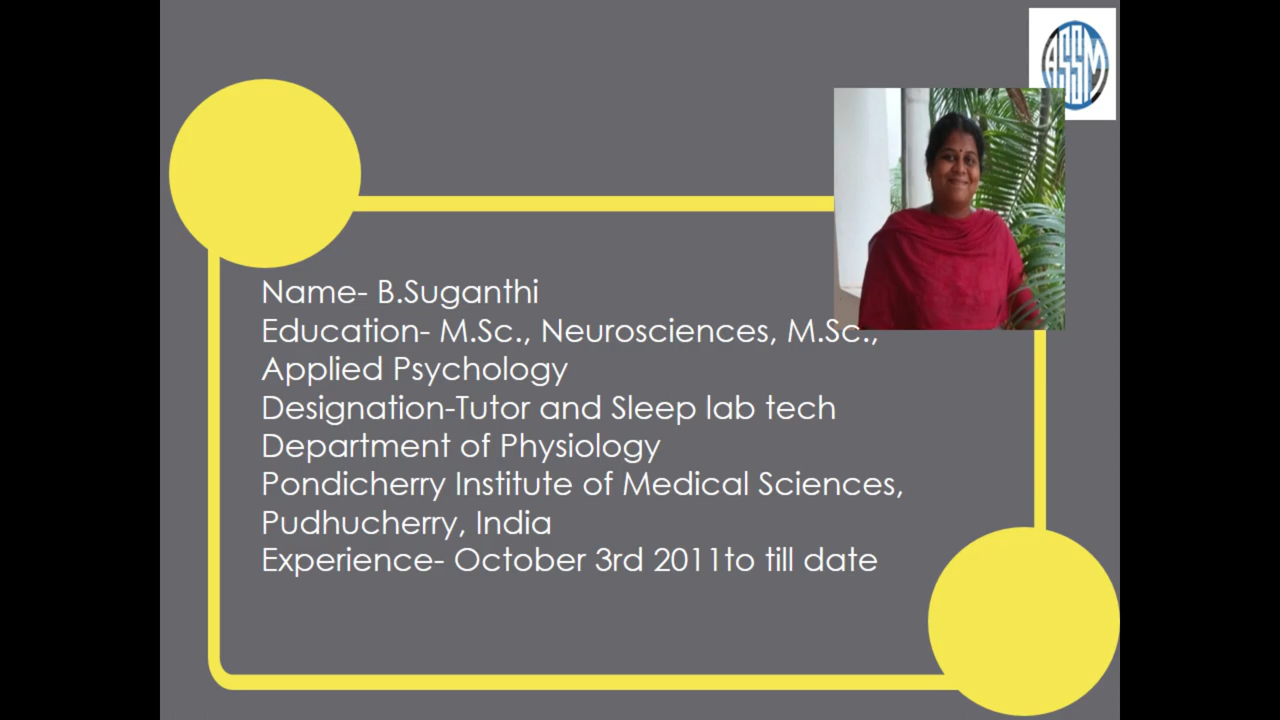 ASSM
Name- B.Suganthi
Education- M.Sc., Neurosciences, M.Sc.,
Applied Psychology
Designation-Tutor and Sleep lab tech
Department of Physiology
Pondicherry Institute of Medical Sciences,
Pudhucherry, India
Experience- October 3rd 2011to till date